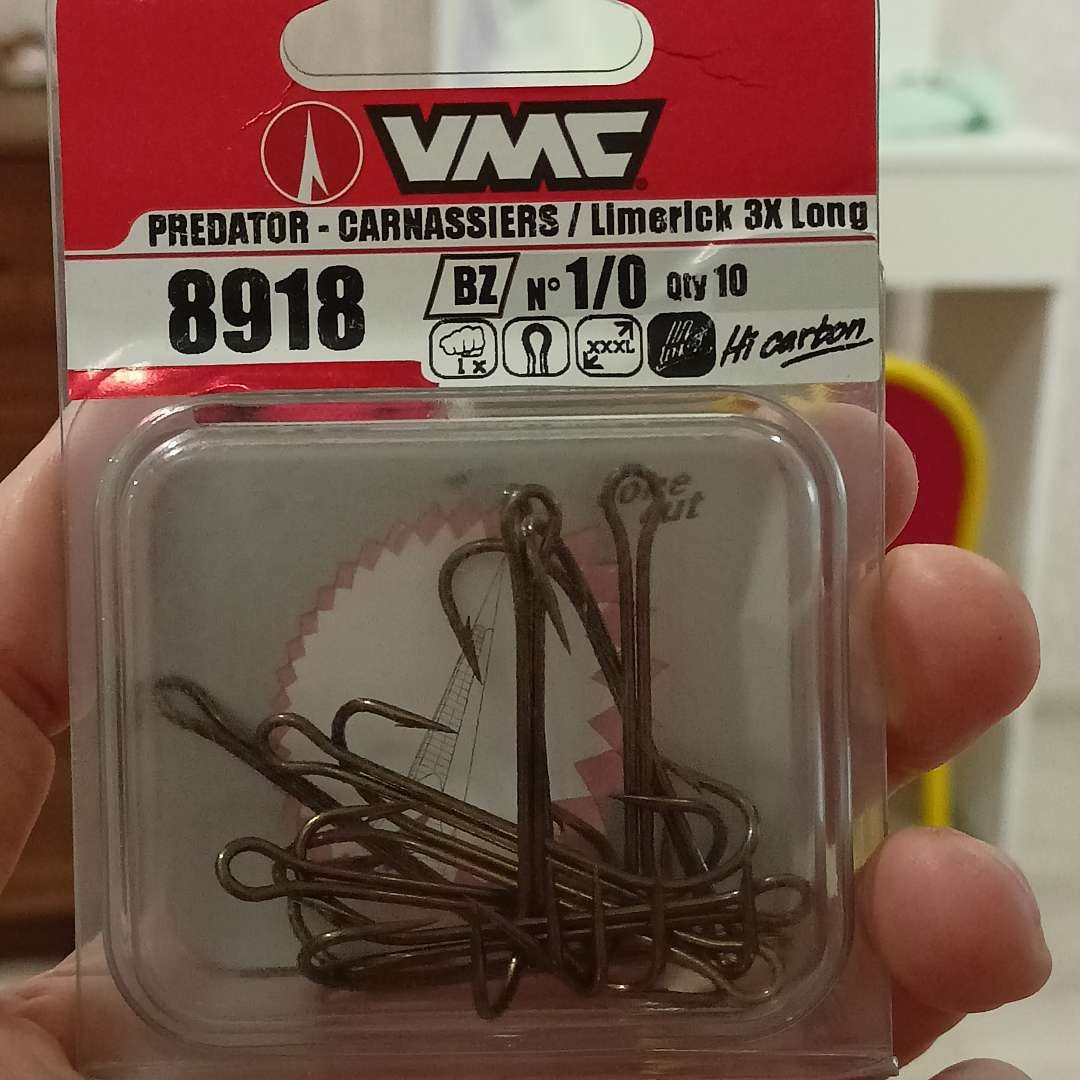 VMC
PREDATOR - CARNASSIERS / Limerick 3X Long
8918 BZ N° 1/0 Qty 10
1x XXXL Hi carbon